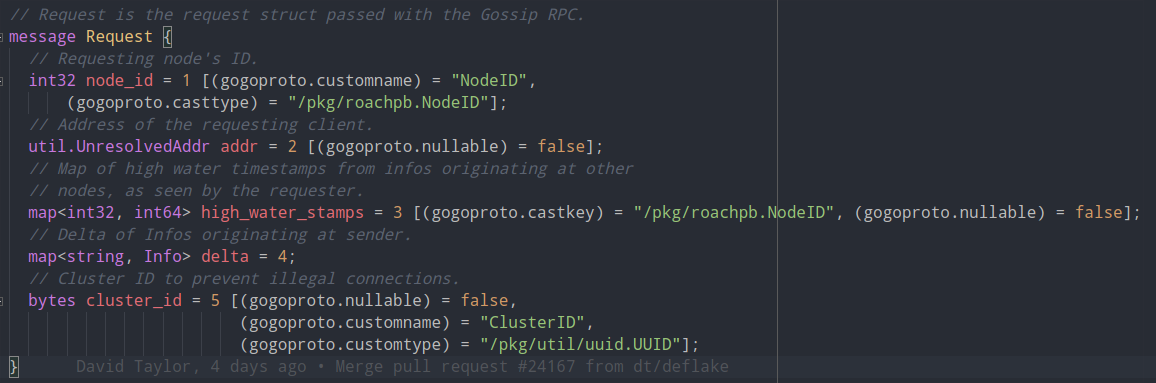 // Request is the request struct passed with the Gossip RPC.
message Request {
// Requesting node's ID.
int32 node_id = 1 [(gogoproto.customname) = "NodeID",
(gogoproto.casttype) = "/pkg/roachpb.NodeID"];
// Address of the requesting client.
util.UnresolvedAddr addr = 2 [(gogoproto.nullable) = false];
// Map of high water timestamps from infos originating at other
// nodes, as seen by the requester.
map<int32, int64> high_water_stamps = 3 [(gogoproto.castkey) = "/pkg/roachpb.NodeID", (gogoproto.nullable) = false];
// Delta of Infos originating at sender.
map<string, Info> delta = 4;
// Cluster ID to prevent illegal connections.
bytes cluster_id = 5 [(gogoproto.nullable) = false,
(gogoproto.customname) = "ClusterID",
(gogoproto.customtype) = "/pkg/util/uuid.UUID"];
} David Taylor, 4 days ago • Merge pull request #24167 from dt/deflake